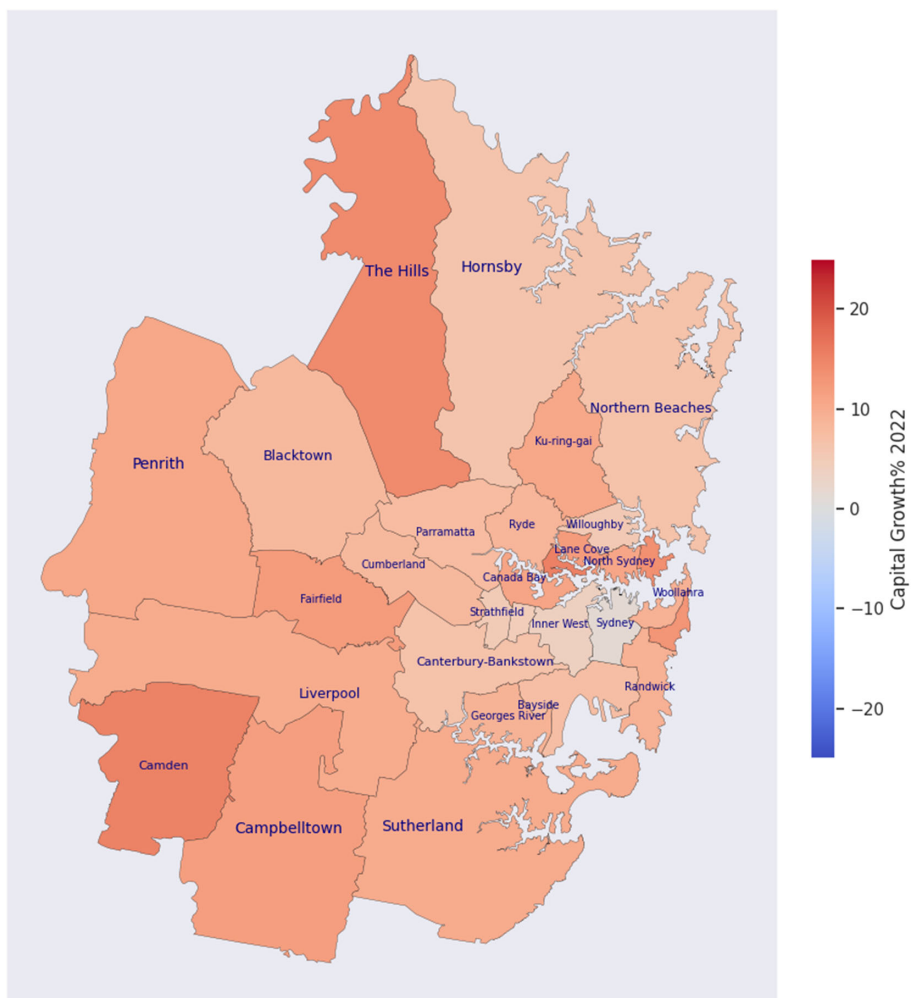 The Hills
Hornsby
Northern Beaches
Ku-ring-gai
Blacktown
Penrith
Willoughby
Ryde
Parramatta
Lane Cove
North Sydney
Cumberland
Canada Bay
Woollahra
Fairfield
Strathfield
Inner West
Sydney
Canterbury-Bankstown
Randwick
Liverpool
Bayside
Georges River
Camden
Sutherland
Campbelltown
20
10
0
−10
−20
Capital Growth% 2022